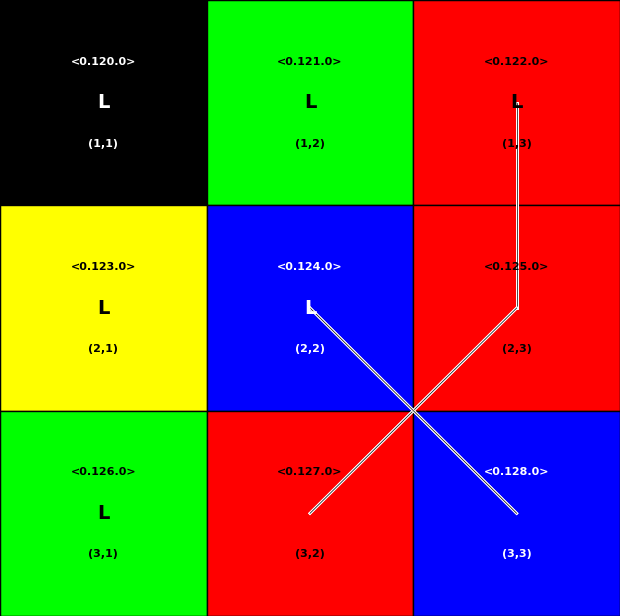 <0.120.0> <0.121.0> <0.122.0>
L L L
(1,1) (1,2) (1,3)
<0.123.0> <0.124.0> <0.125.0>
L L
(2,1) (2,2) (2,3)
<0.126.0> <0.127.0> <0.128.0>
L
(3,1) (3,2) (3,3)